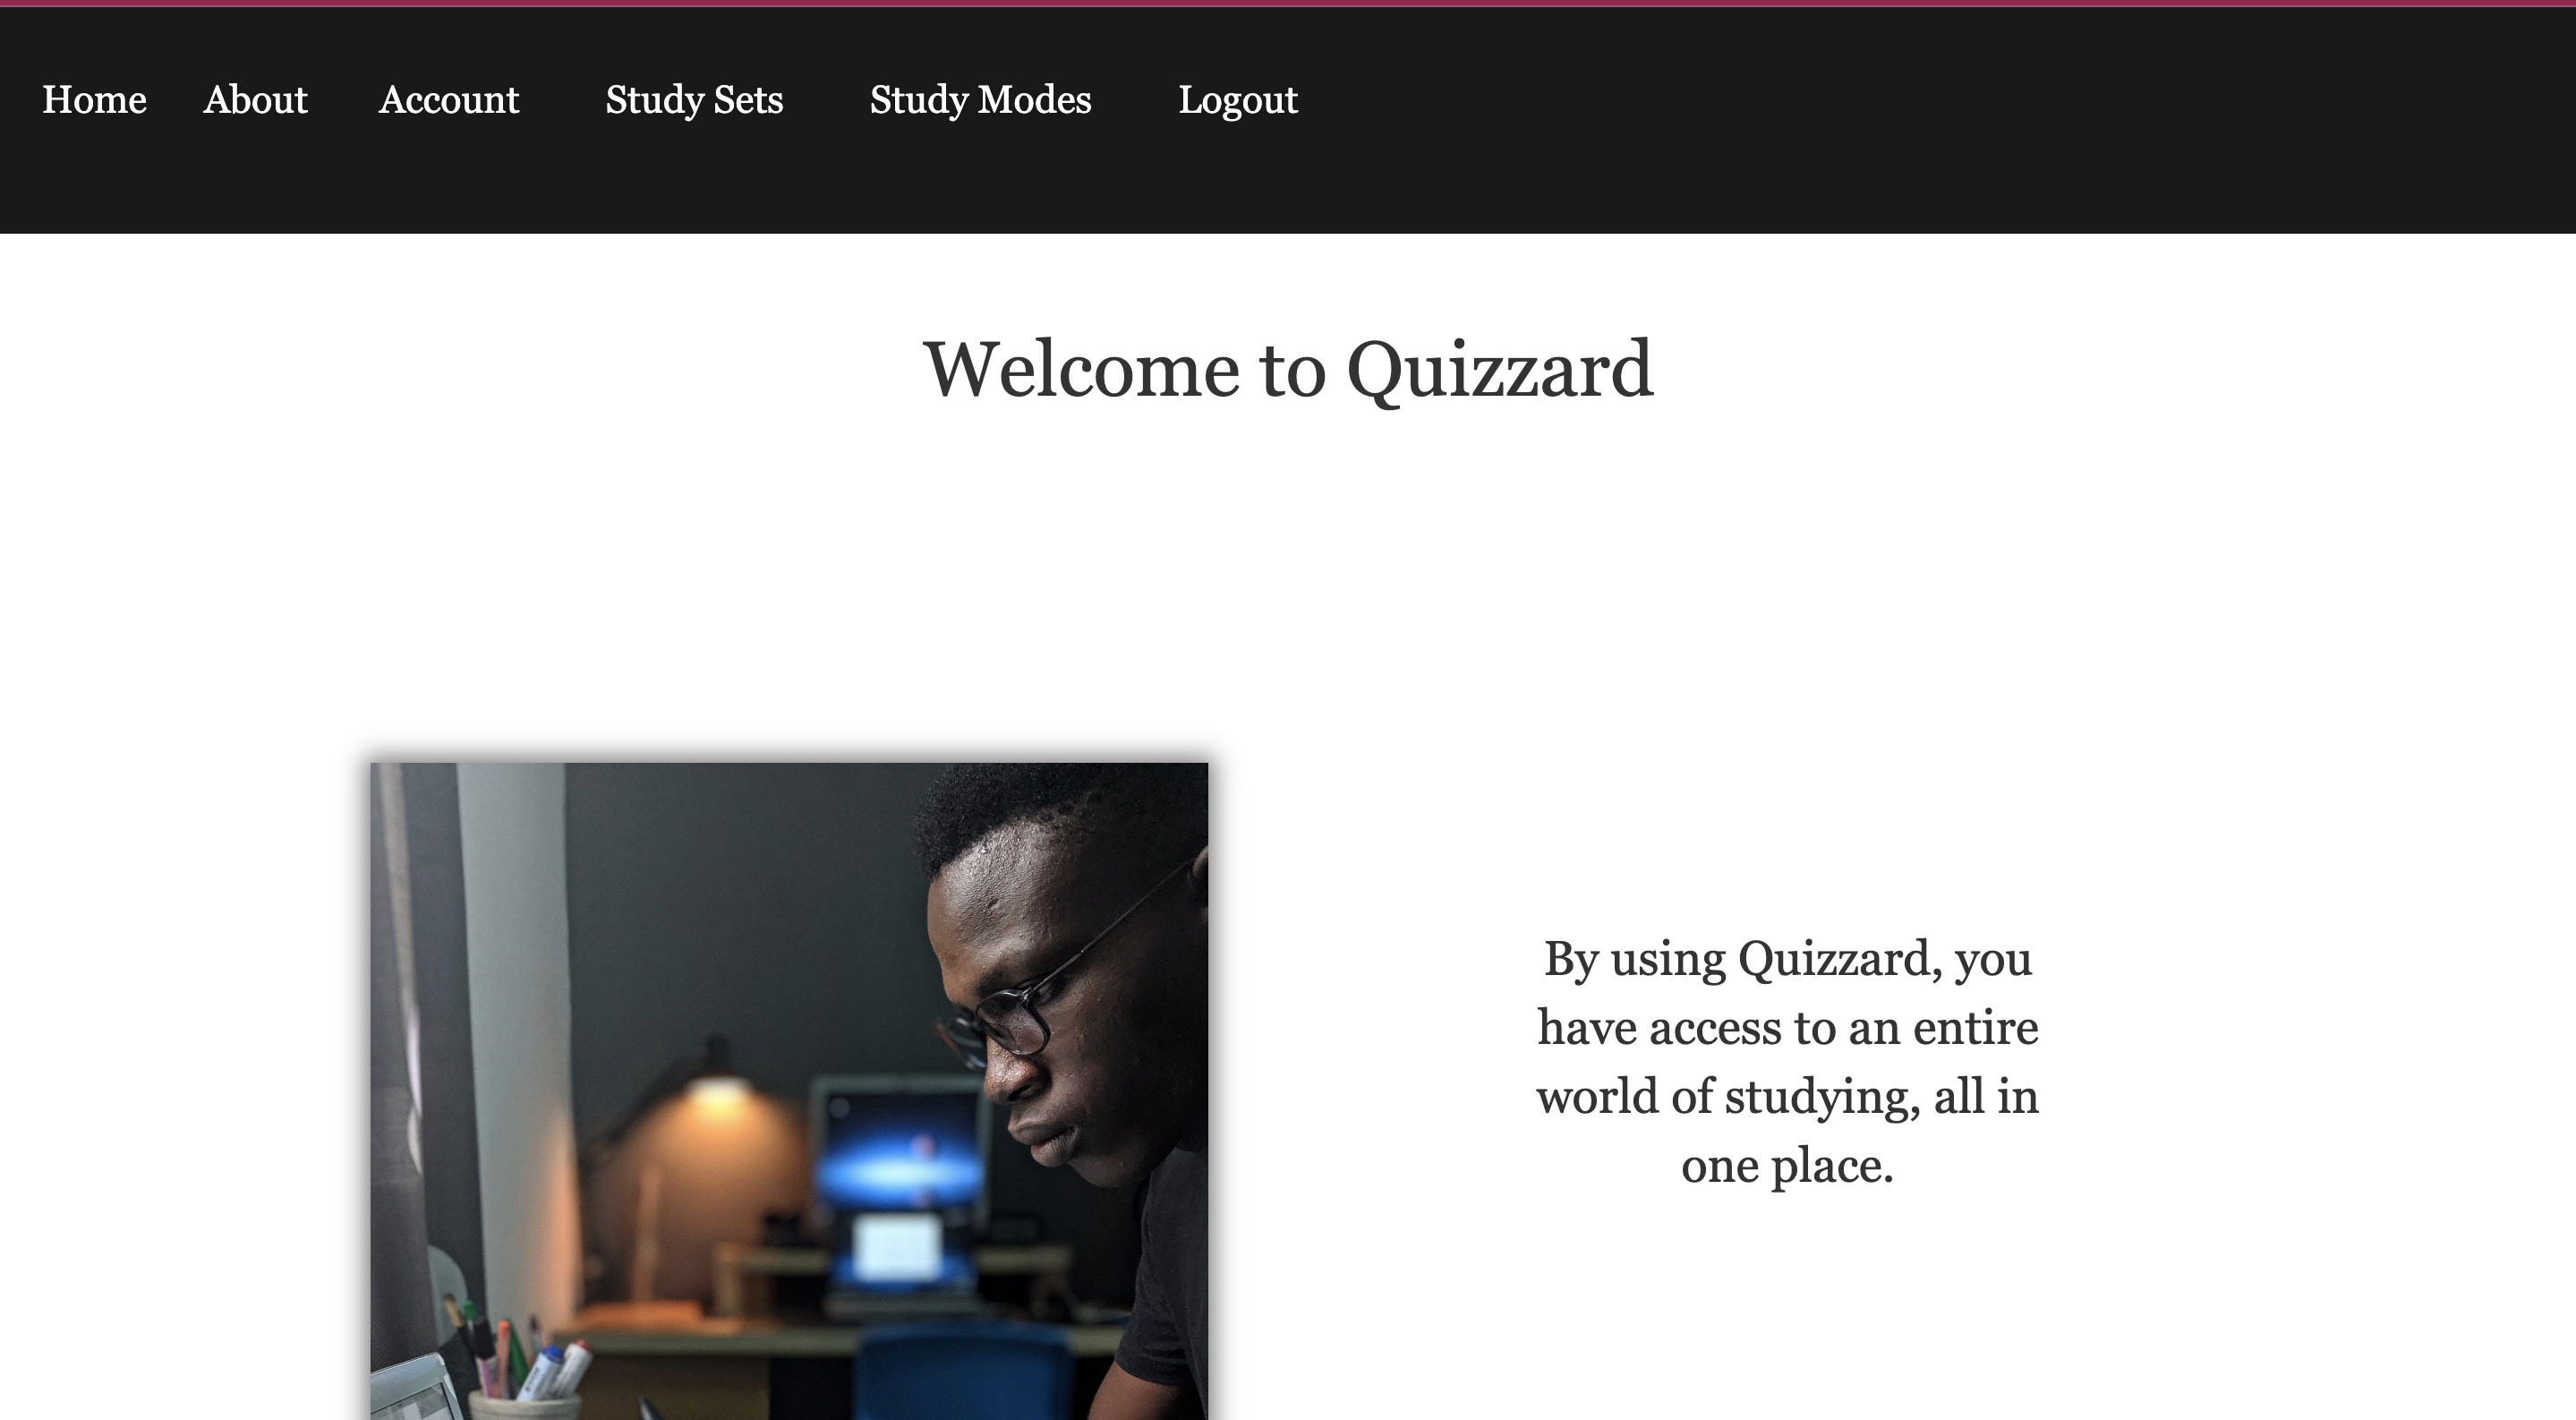 Home About Account Study Sets Study Modes Logout
Welcome to Quizzard
By using Quizzard, you
have access to an entire
world of studying, all in
one place.